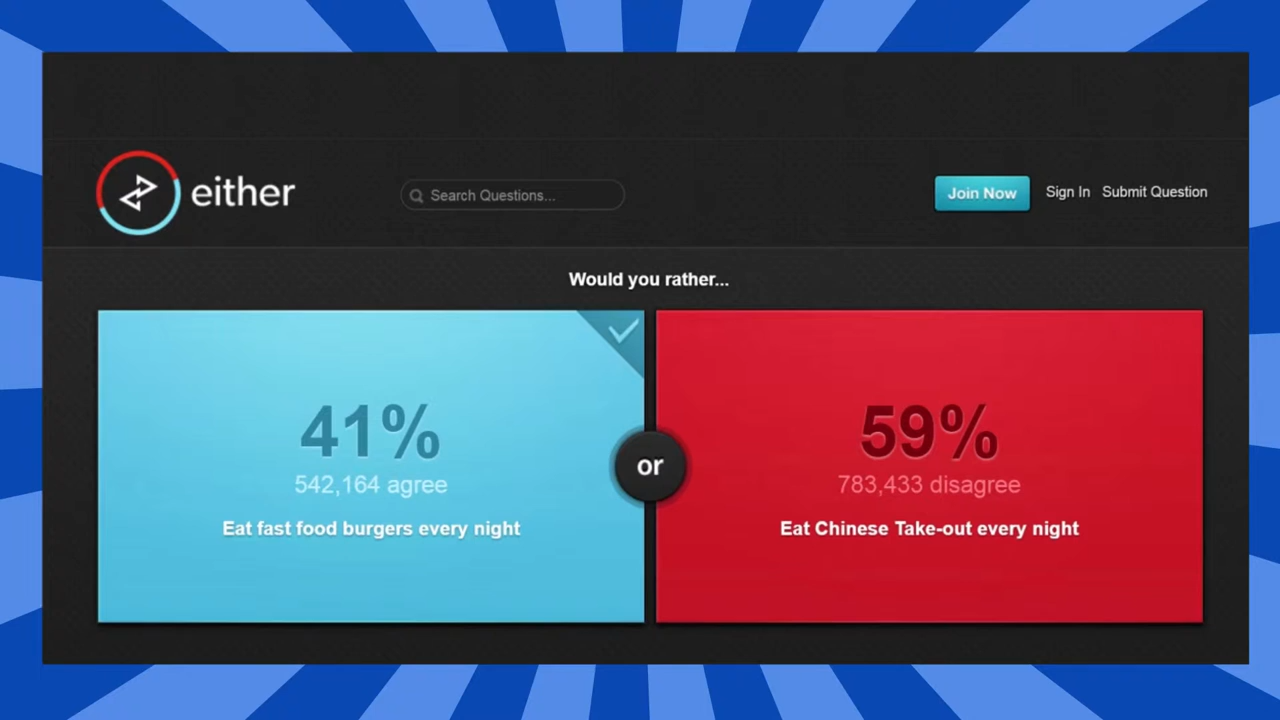 either
Search Questions...
Join Now
Sign In
Submit Question
Would you rather...
41%
542,164 agree
Eat fast food burgers every night
or
59%
783,433 disagree
Eat Chinese Take-out every night